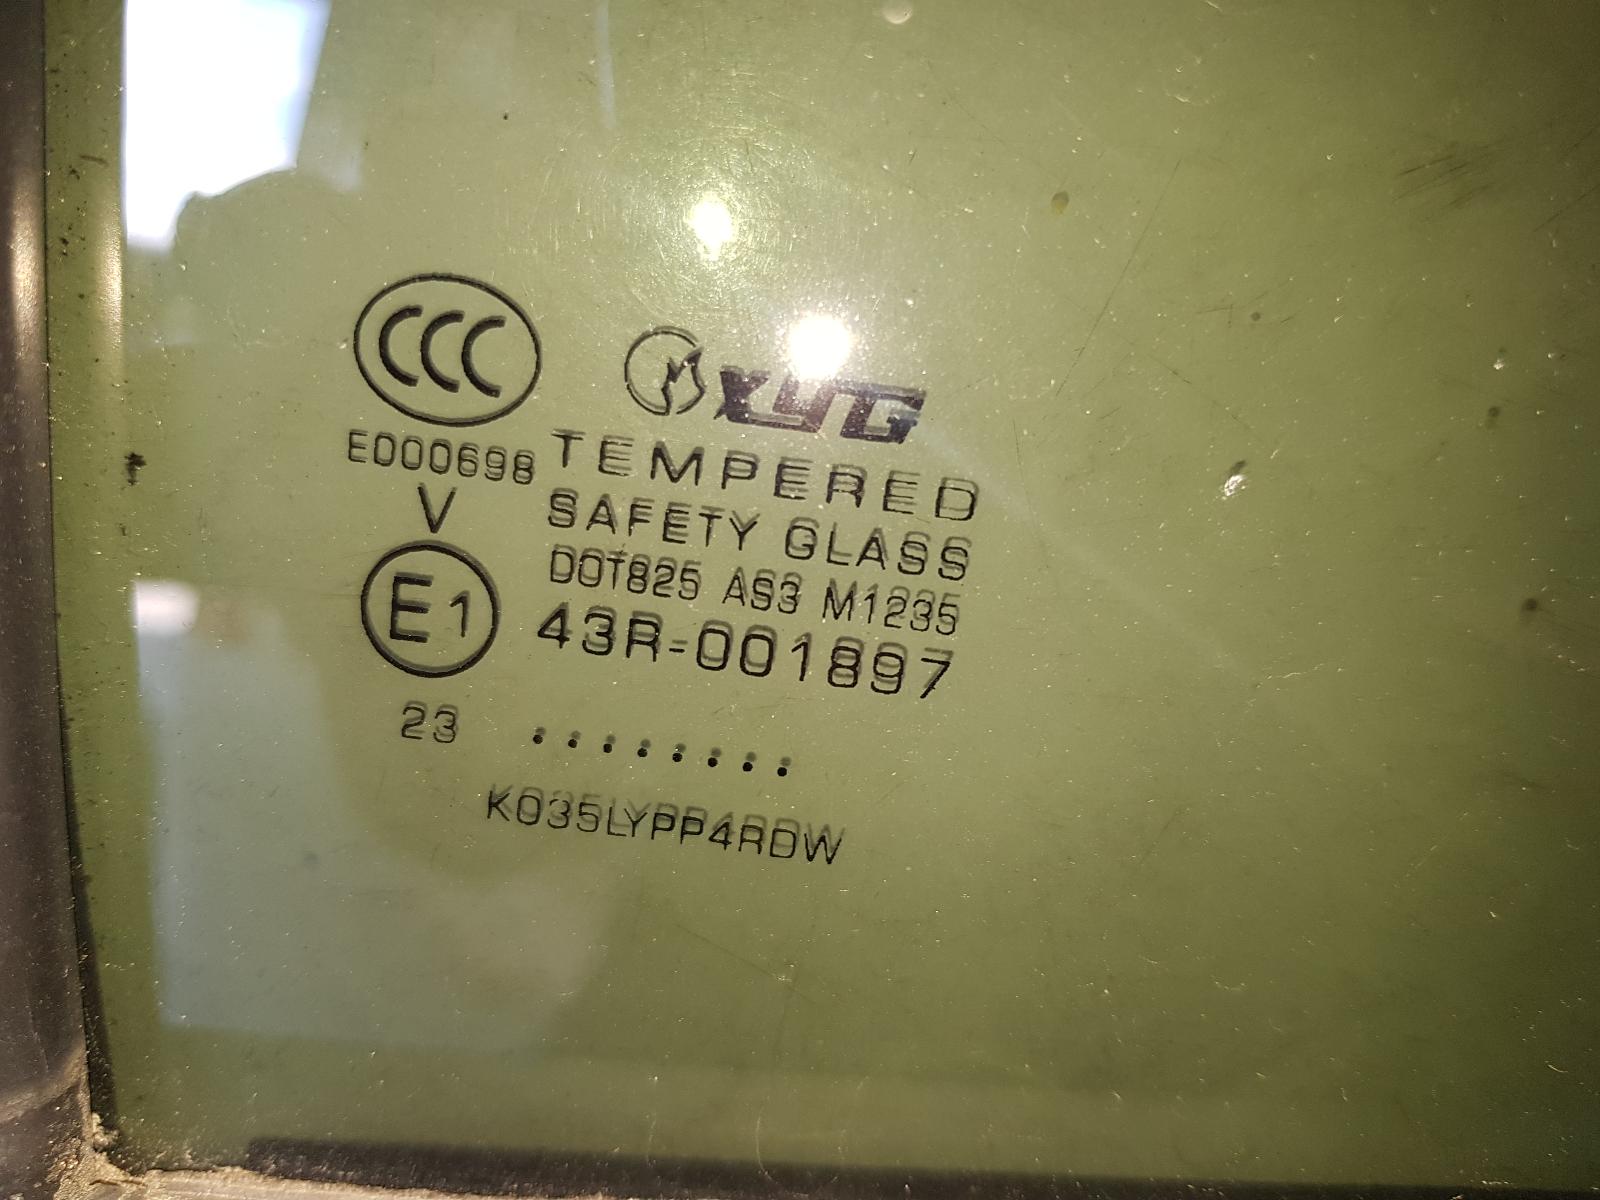 CCC
XYG
E000698
TEMPERED
V
SAFETY GLASS
DOT825 AS3 M1235
E1
43R-001897
23 ........
K035LYPP4RDW